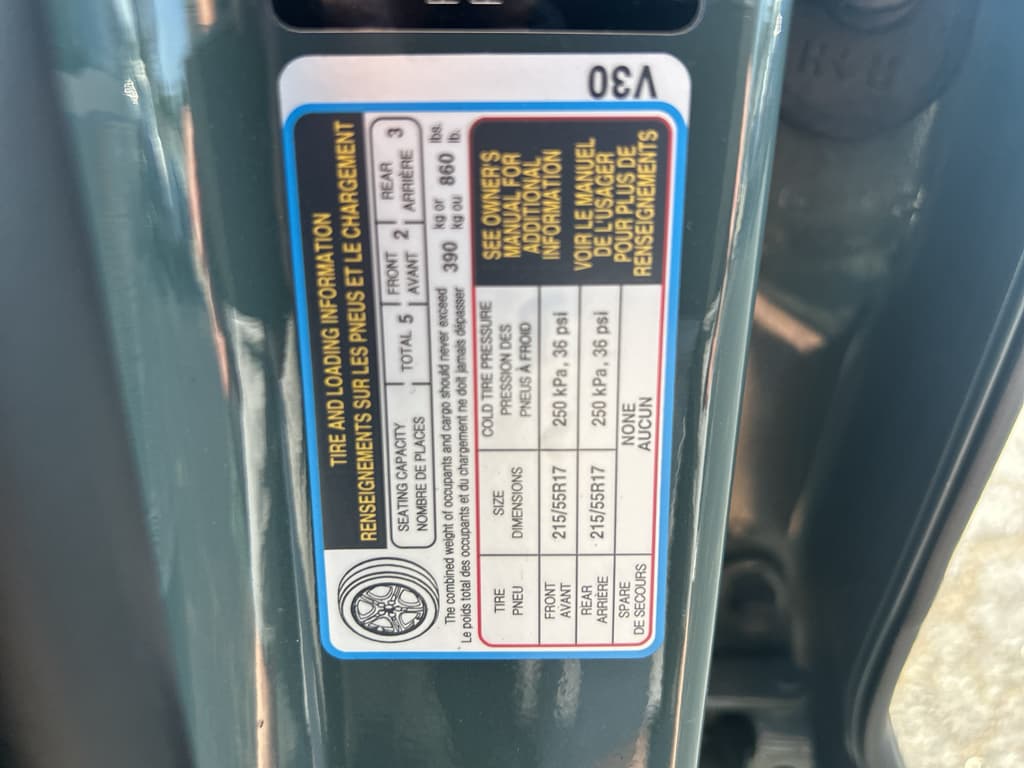 V30
TIRE AND LOADING INFORMATION
RENSEIGNEMENTS SUR LES PNEUS ET LE CHARGEMENT
SEATING CAPACITY
NOMBRE DE PLACES
TOTAL 5
FRONT
AVANT 2
REAR
ARRIÈRE 3
The combined weight of occupants and cargo should never exceed 390 kg or 860 lbs.
Le poids total des occupants et du chargement ne doit jamais dépasser kg ou lb.
TIRE
PNEU
SIZE
DIMENSIONS
COLD TIRE PRESSURE
PRESSION DES
PNEUS À FROID
FRONT
AVANT
215/55R17
250 kPa, 36 psi
REAR
ARRIÈRE
215/55R17
250 kPa, 36 psi
SPARE
DE SECOURS
NONE
AUCUN
SEE OWNER'S
MANUAL FOR
ADDITIONAL
INFORMATION
VOIR LE MANUEL
DE L'USAGER
POUR PLUS DE
RENSEIGNEMENTS